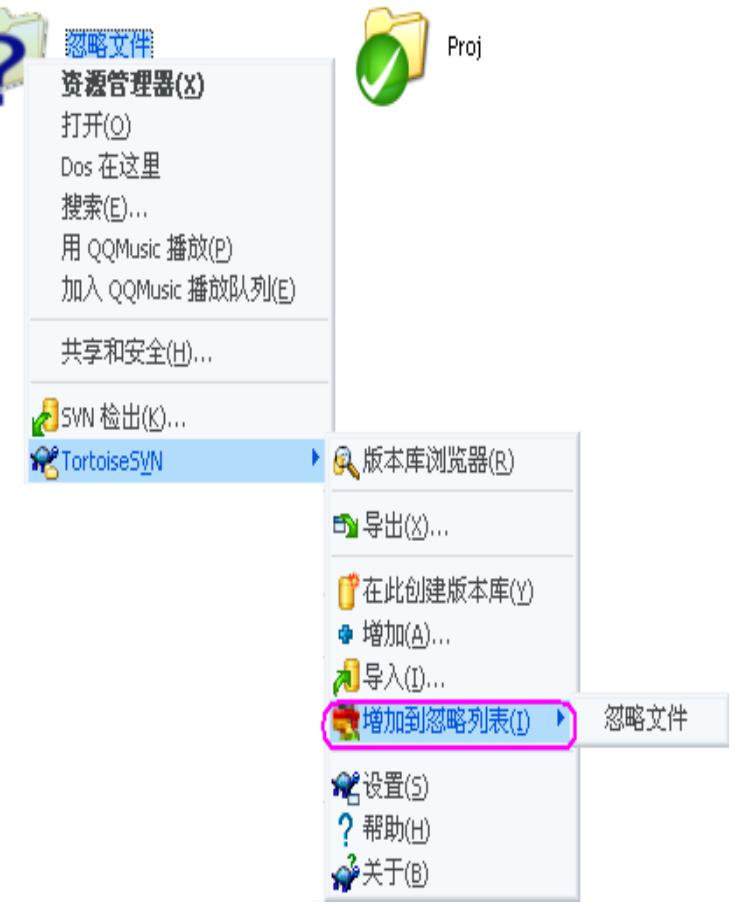 忽略文件
Proj
资源管理器(X)
打开(O)
Dos 在这里
搜索(E)...
用 QQMusic 播放(P)
加入 QQMusic 播放队列(E)
共享和安全(H)...
SVN 检出(K)...
TortoiseSVN
版本库浏览器(R)
导出(X)...
在此创建版本库(Y)
增加(A)...
导入(I)...
增加到忽略列表(I)
忽略文件
设置(S)
帮助(H)
关于(B)